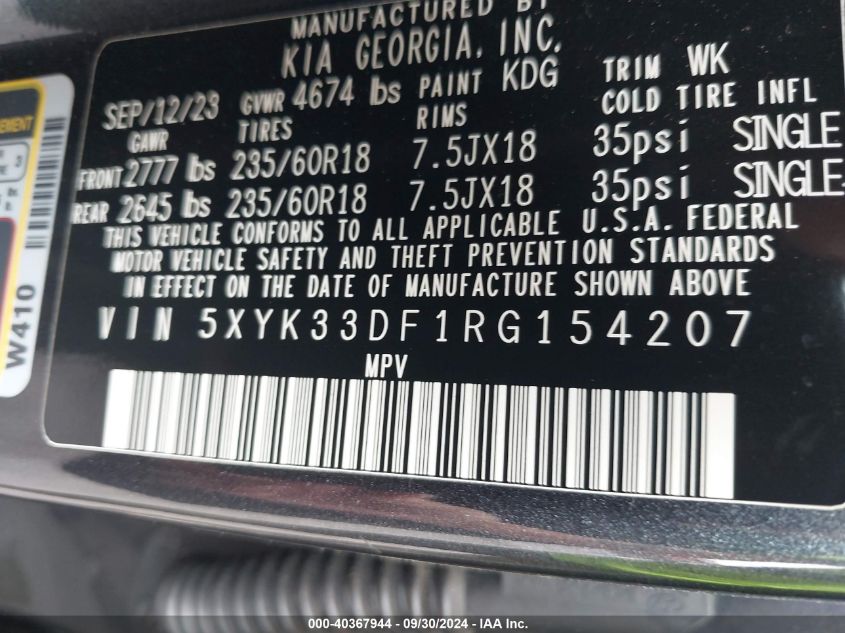 MANUFACTURED BY
KIA GEORGIA, INC.
SEP/12/23 GVWR 4674 lbs PAINT KDG TRIM WK
GAWR TIRES RIMS COLD TIRE INFL
FRONT 2777 lbs 235/60R18 7.5JX18 35psi SINGLE
REAR 2645 lbs 235/60R18 7.5JX18 35psi SINGLE
THIS VEHICLE CONFORMS TO ALL APPLICABLE U.S.A. FEDERAL
MOTOR VEHICLE SAFETY AND THEFT PREVENTION STANDARDS
IN EFFECT ON THE DATE OF MANUFACTURE SHOWN ABOVE
VIN 5XYK33DF1RG154207
MPV
W410
000-40367944 - 09/30/2024 - IAA Inc.